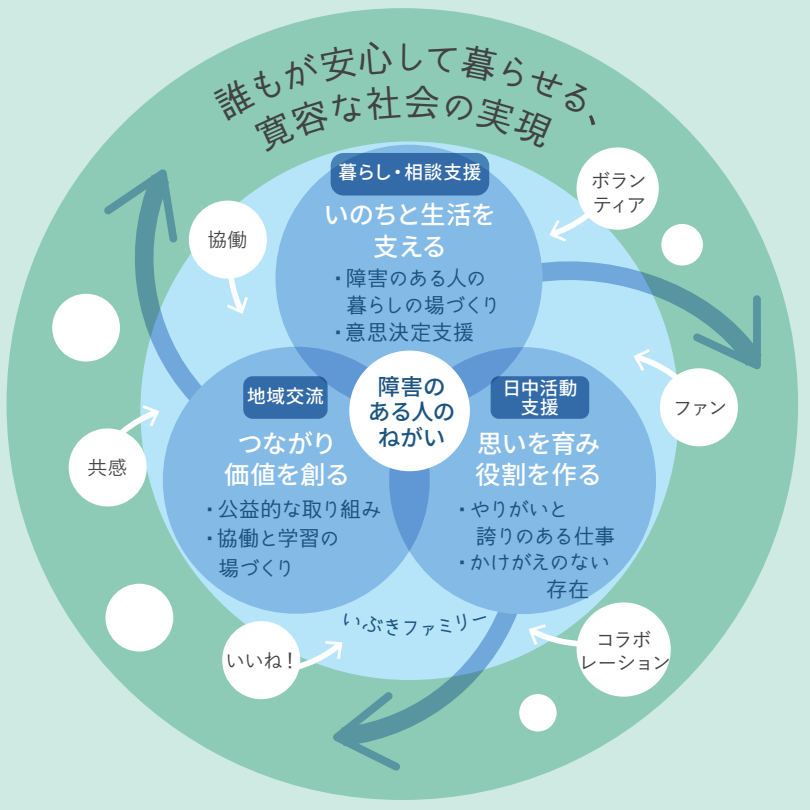 誰もが安心して暮らせる、
寛容な社会の実現
暮らし・相談支援
いのちと生活を
支える
・障害のある人の
暮らしの場づくり
・意思決定支援
ボラン
ティア
協働
障害の
ある人の
ねがい
地域交流
つながり
価値を創る
・公益的な取り組み
・協働と学習の
場づくり
日中活動
支援
思いを育み
役割を作る
・やりがいと
誇りのある仕事
・かけがえのない
存在
ファン
共感
いぶきファミリー
いいね！
コラボ
レーション